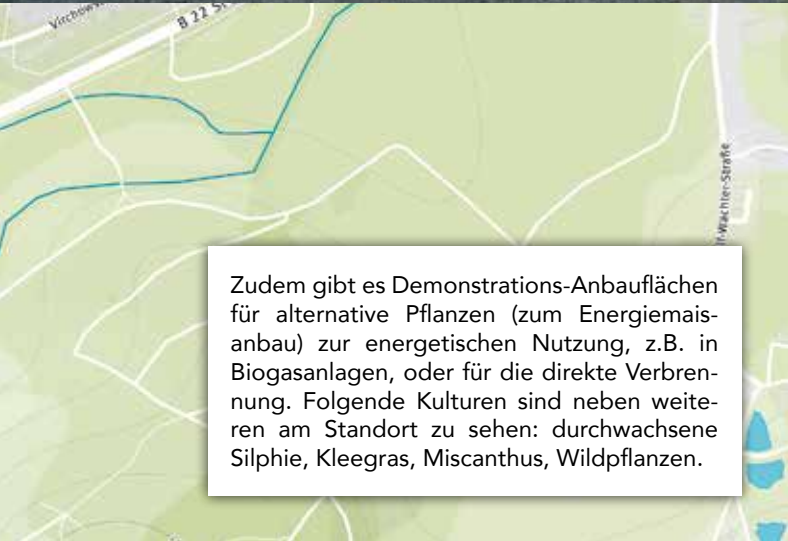 B 22
Zudem gibt es Demonstrations-Anbauflächen
für alternative Pflanzen (zum Energiemais-
anbau) zur energetischen Nutzung, z.B. in
Biogasanlagen, oder für die direkte Verbren-
nung. Folgende Kulturen sind neben weite-
ren am Standort zu sehen: durchwachsene
Silphie, Kleegras, Miscanthus, Wildpflanzen.